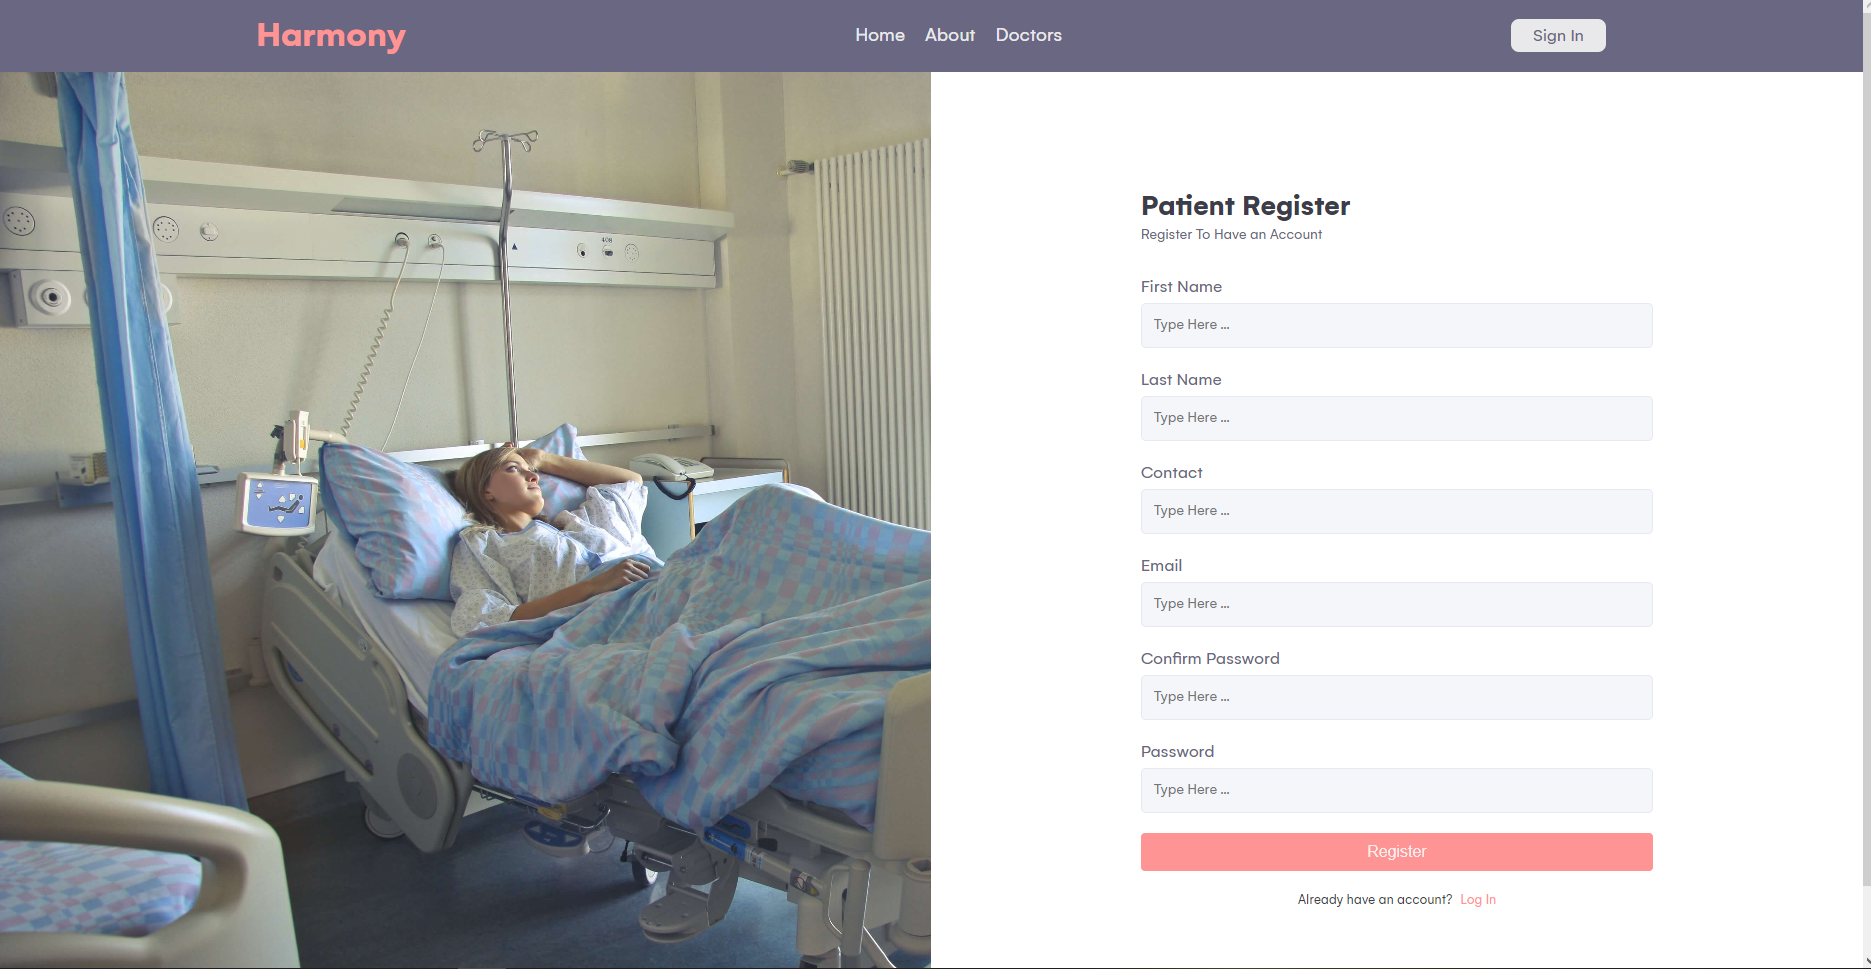 Harmony
Home About Doctors
Sign In
Patient Register
Register To Have an Account
First Name
Type Here ...
Last Name
Type Here ...
Contact
Type Here ...
Email
Type Here ...
Confirm Password
Type Here ...
Password
Type Here ...
Register
Already have an account? Log In